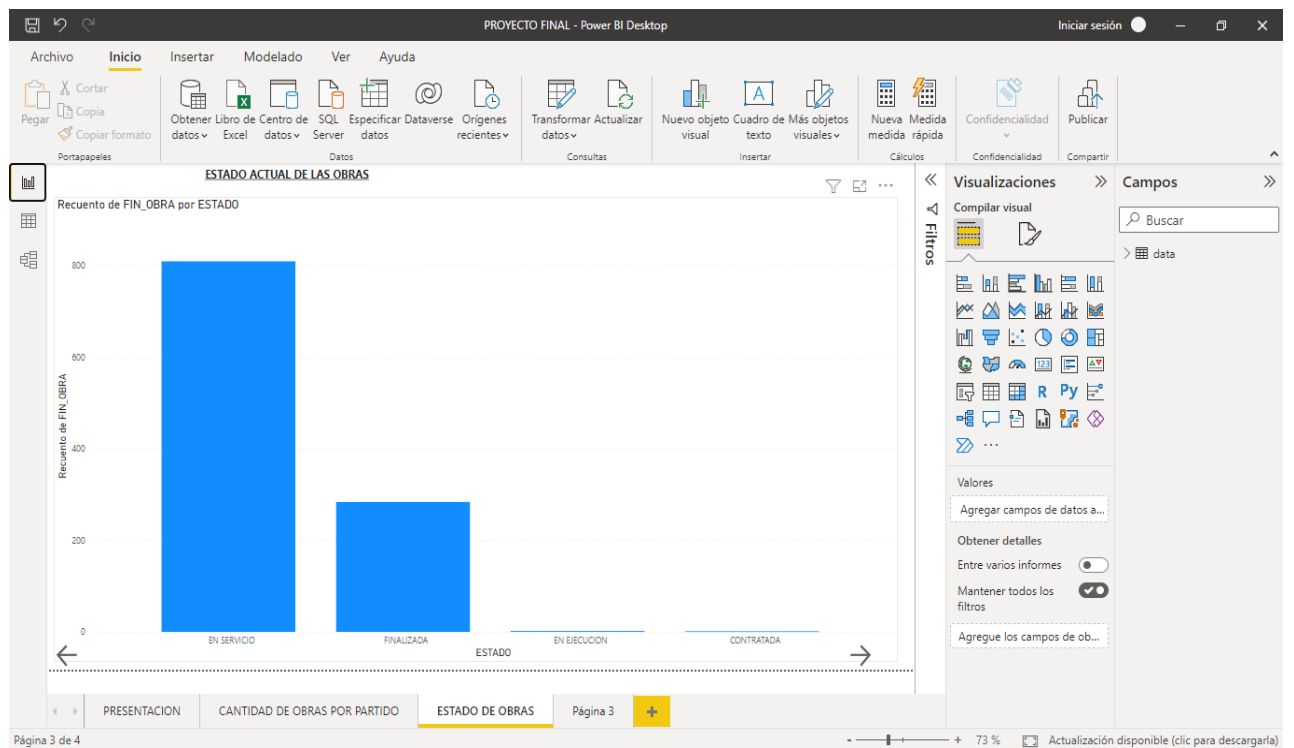 PROYECTO FINAL - Power BI Desktop
Iniciar sesión
Archivo Inicio Insertar Modelado Ver Ayuda
Pegar
Cortar
Copia
Copiar formato
Portapapeles
Obtener datos
Libro de Excel
Centro de datos
SQL Server
Especificar datos
Dataverse
Orígenes recientes
Datos
Transformar datos
Actualizar
Consultas
Nuevo objeto visual
Cuadro de texto
Más objetos visuales
Insertar
Nueva medida
Medida rápida
Cálculos
Confidencialidad
Confidencialidad
Publicar
Compartir
ESTADO ACTUAL DE LAS OBRAS
Recuento de FIN_OBRA por ESTADO
Recuento de FIN_OBRA
800
600
400
200
0
EN SERVICIO FINALIZADA EN EJECUCION CONTRATADA
ESTADO
Filtros
Visualizaciones
Compilar visual
123
R Py
Valores
Agregar campos de datos a...
Obtener detalles
Entre varios informes
Mantener todos los
filtros
Agregue los campos de ob...
Campos
Buscar
data
PRESENTACION CANTIDAD DE OBRAS POR PARTIDO ESTADO DE OBRAS Página 3 +
Página 3 de 4
- + 73 % Actualización disponible (clic para descargarla)